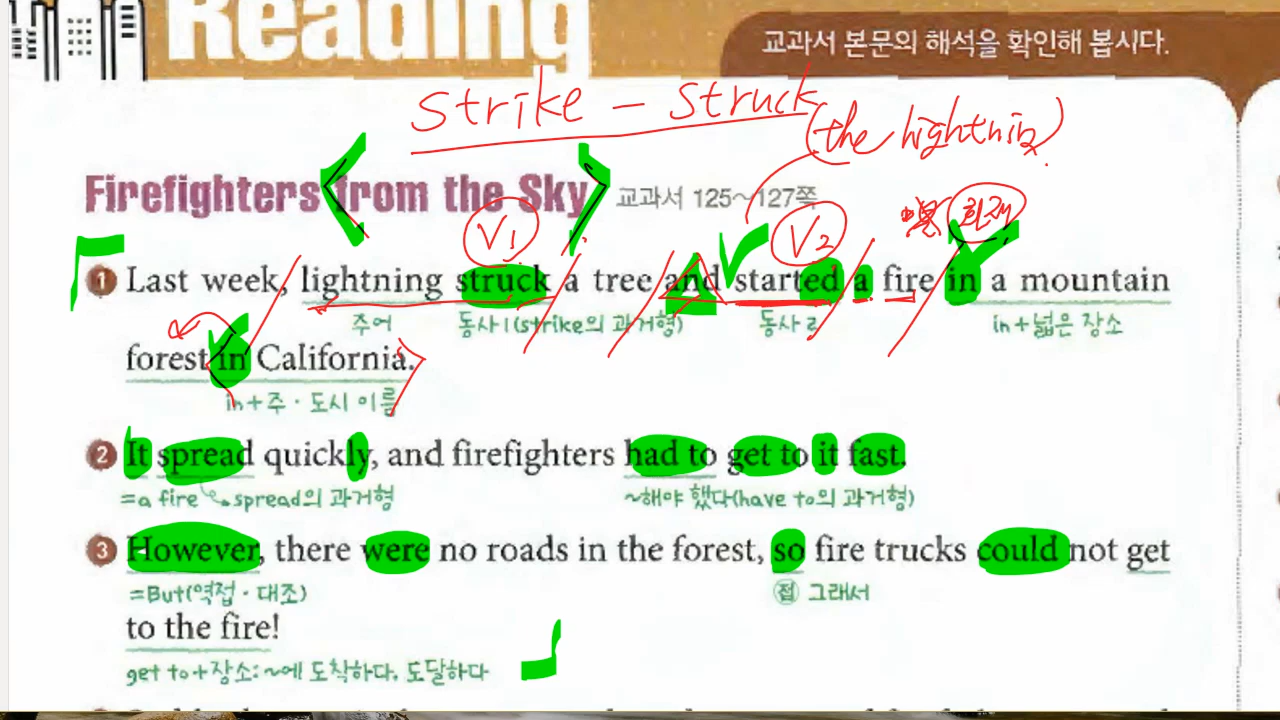 Reading
교과서 본문의 해석을 확인해 봅시다.
strike - struck
(the lightnin)
Firefighters from the Sky 교과서 125~127쪽
V1 V2
1 Last week, lightning struck a tree and started a fire in a mountain
주어 동사1(strike의 과거형) 동사2 in+넓은 장소
forest in California.
in+주·도시 이름
2 It spread quickly, and firefighters had to get to it fast.
=a fire spread의 과거형 ~해야 했다(have to의 과거형)
3 However, there were no roads in the forest, so fire trucks could not get
=But(역접·대조) 접 그래서
to the fire!
get to+장소: ~에 도착하다, 도달하다